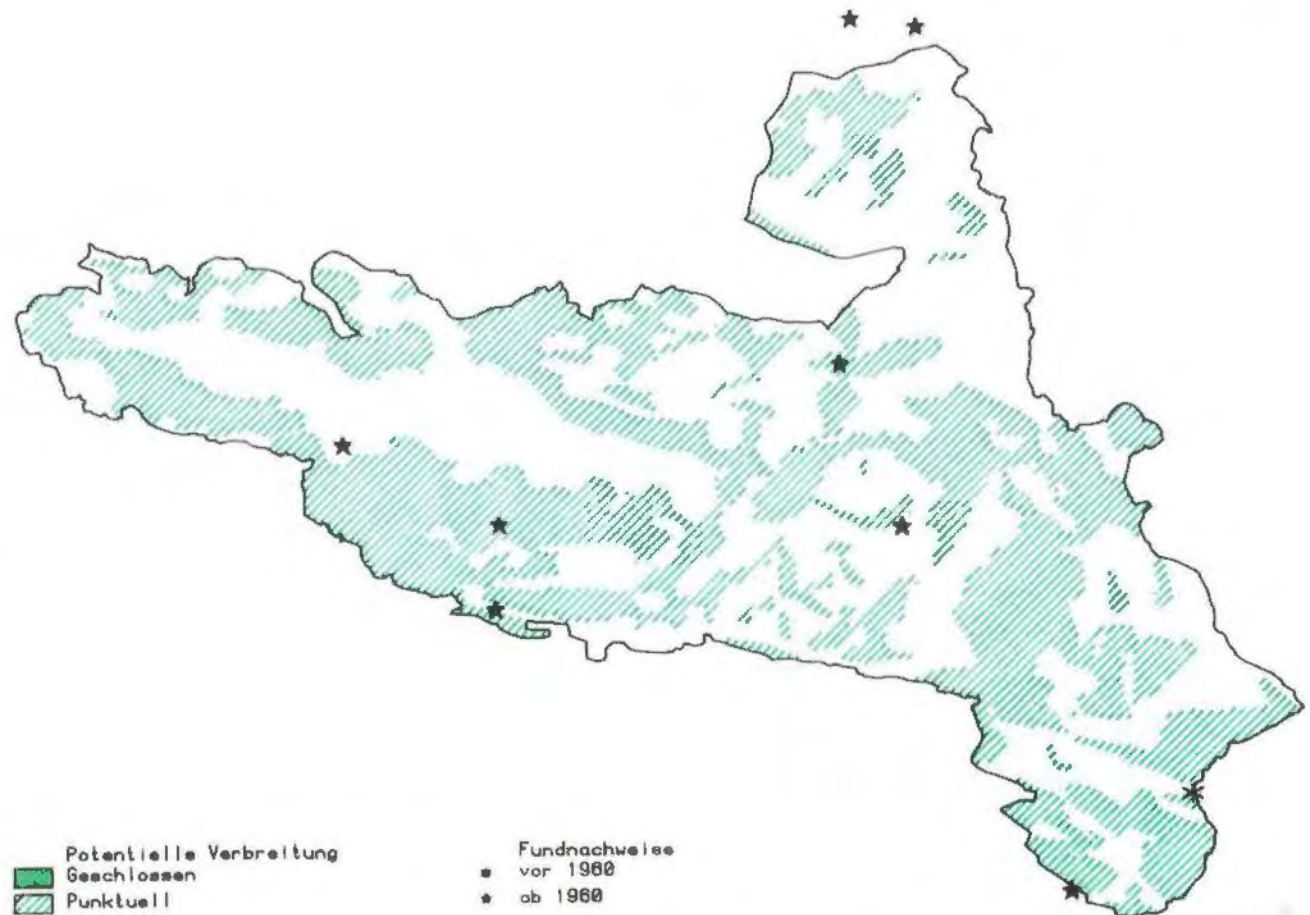 Potentielle Verbreitung
Geschlossen
Punktuell
Fundnachweise
vor 1960
ab 1960